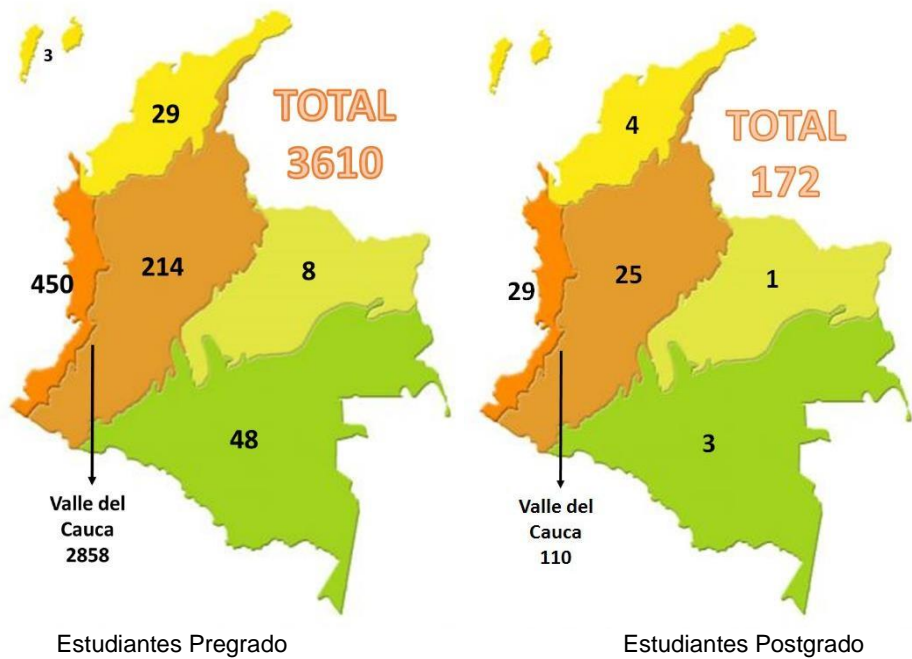 3
29
TOTAL
3610
450
214
8
48
Valle del
Cauca
2858
Estudiantes Pregrado
4
TOTAL
172
29
25
1
3
Valle del
Cauca
110
Estudiantes Postgrado